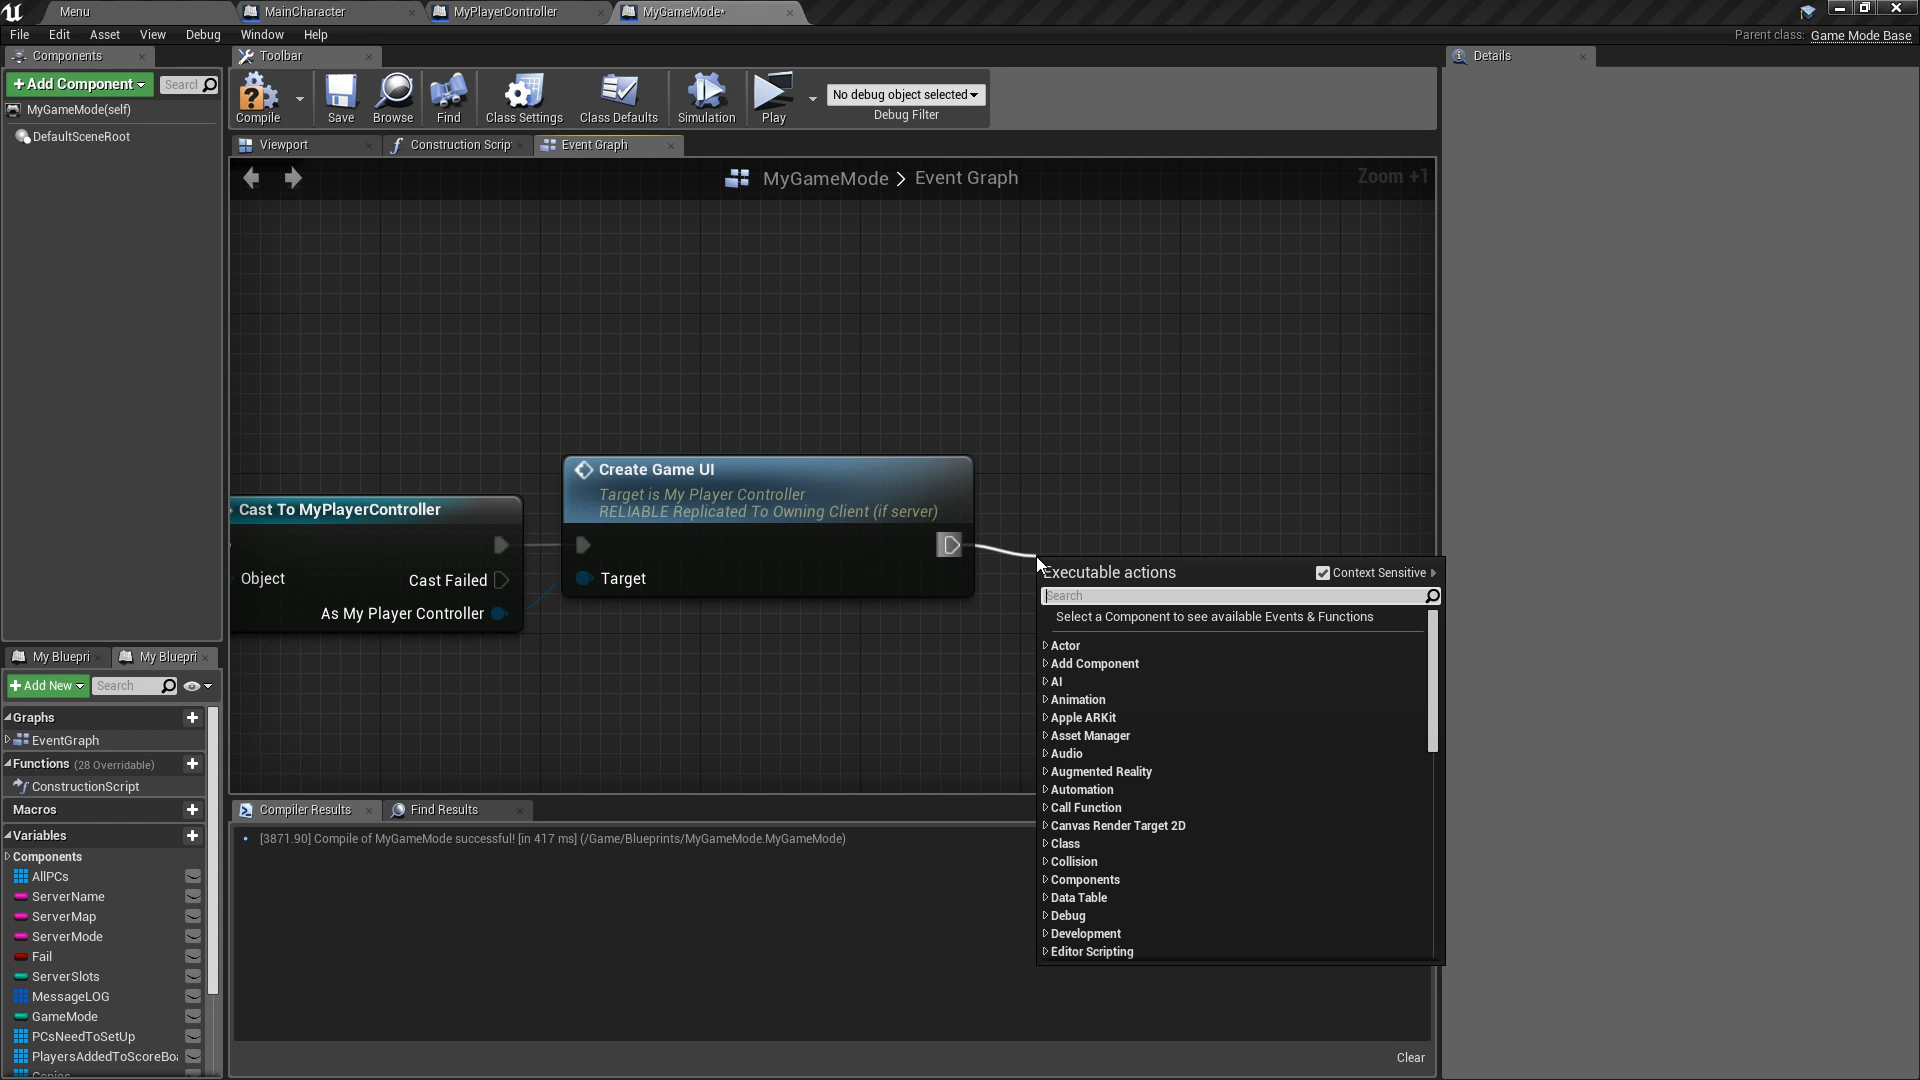 Menu
MainCharacter
MyPlayerController
MyGameMode*
File Edit Asset View Debug Window Help
Parent class: Game Mode Base
Components
Toolbar
Details
+Add Component
Search
MyGameMode(self)
DefaultSceneRoot
Compile
Save
Browse
Find
Class Settings
Class Defaults
Simulation
Play
No debug object selected
Debug Filter
Viewport
Construction Scrip
Event Graph
MyGameMode > Event Graph
Zoom +1
Cast To MyPlayerController
Object
Cast Failed
As My Player Controller
Create Game UI
Target is My Player Controller
RELIABLE Replicated To Owning Client (if server)
Target
Executable actions
Context Sensitive
Search
Select a Component to see available Events & Functions
Actor
Add Component
AI
Animation
Apple ARKit
Asset Manager
Audio
Augmented Reality
Automation
Call Function
Canvas Render Target 2D
Class
Collision
Components
Data Table
Debug
Development
Editor Scripting
My Bluepri
My Bluepri
+Add New
Search
Graphs
EventGraph
Functions (28 Overridable)
ConstructionScript
Macros
Variables
Components
AllPCs
ServerName
ServerMap
ServerMode
Fail
ServerSlots
MessageLOG
GameMode
PCsNeedToSetUp
PlayersAddedToScoreBo
Compiler Results
Find Results
[3871.90] Compile of MyGameMode successful! [in 417 ms] (/Game/Blueprints/MyGameMode.MyGameMode)
Clear